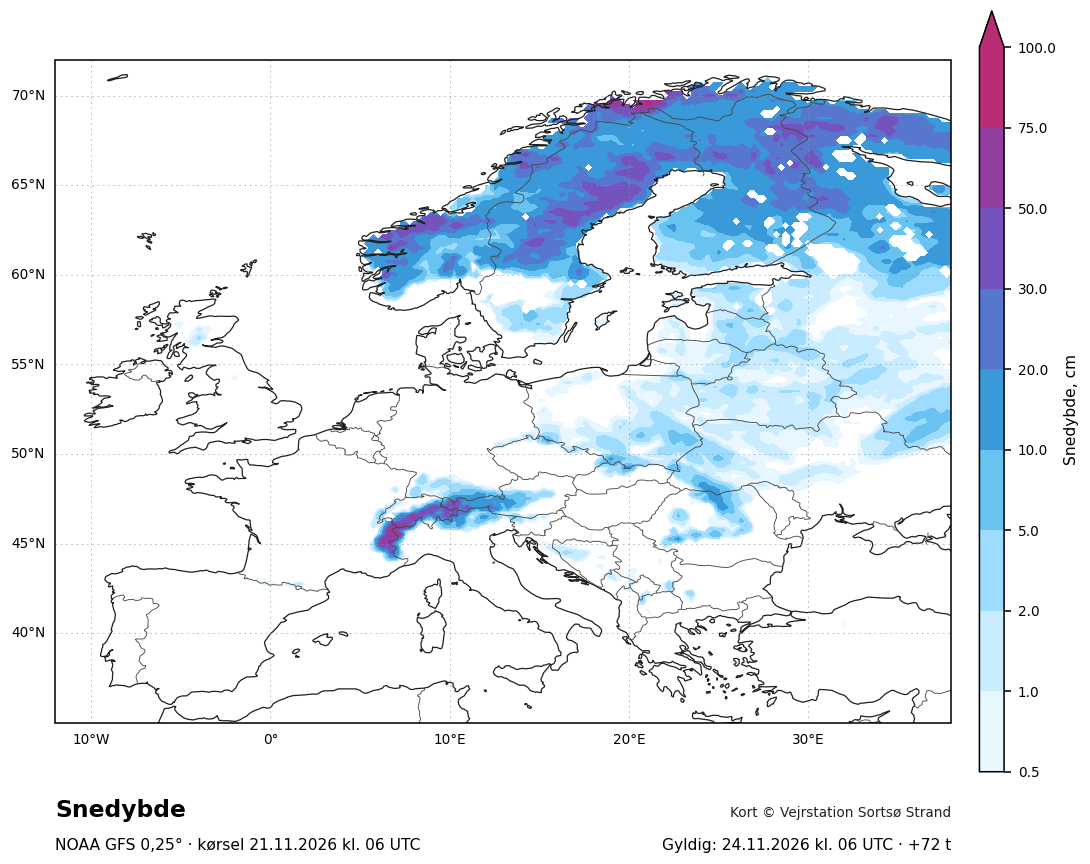 100.0
75.0
50.0
30.0
20.0
10.0
5.0
2.0
1.0
0.5
Snedybde, cm
70°N
65°N
60°N
55°N
50°N
45°N
40°N
10°W 0° 10°E 20°E 30°E
Snedybde
Kort © Vejrstation Sortsø Strand
NOAA GFS 0,25° · kørsel 21.11.2026 kl. 06 UTC
Gyldig: 24.11.2026 kl. 06 UTC · +72 t